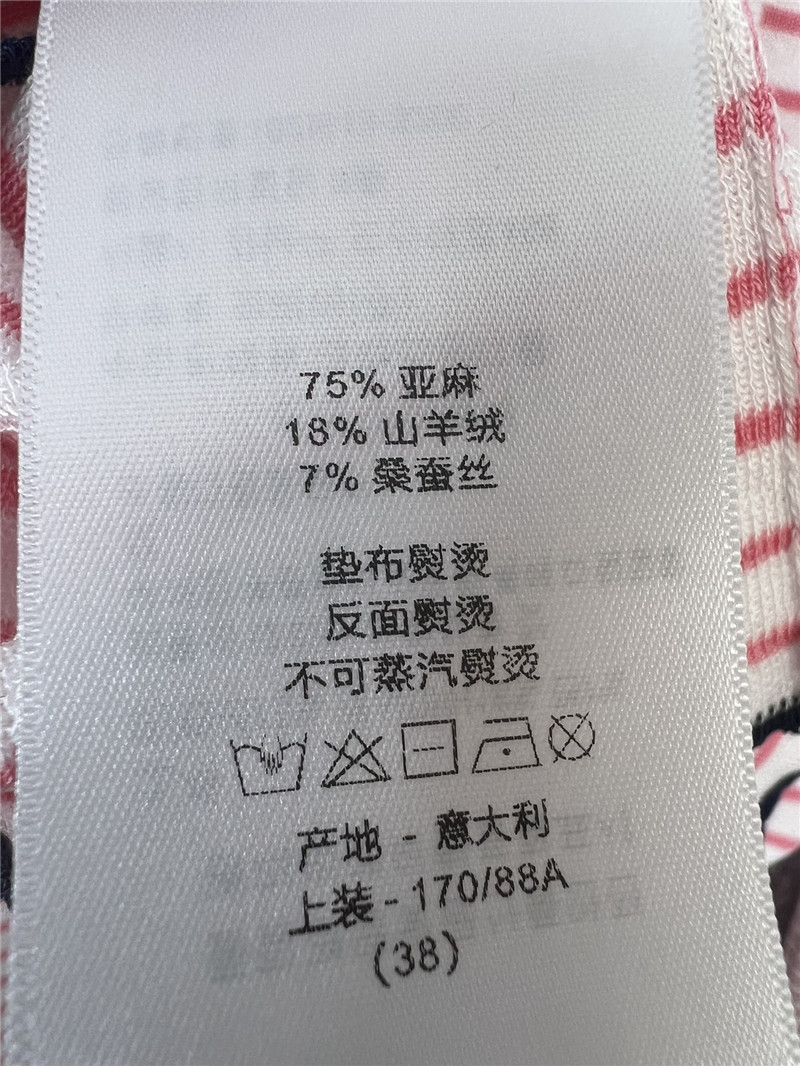 75% 亚麻
18% 山羊绒
7% 桑蚕丝
垫布熨烫
反面熨烫
不可蒸汽熨烫
产地 - 意大利
上装 - 170/88A
(38)